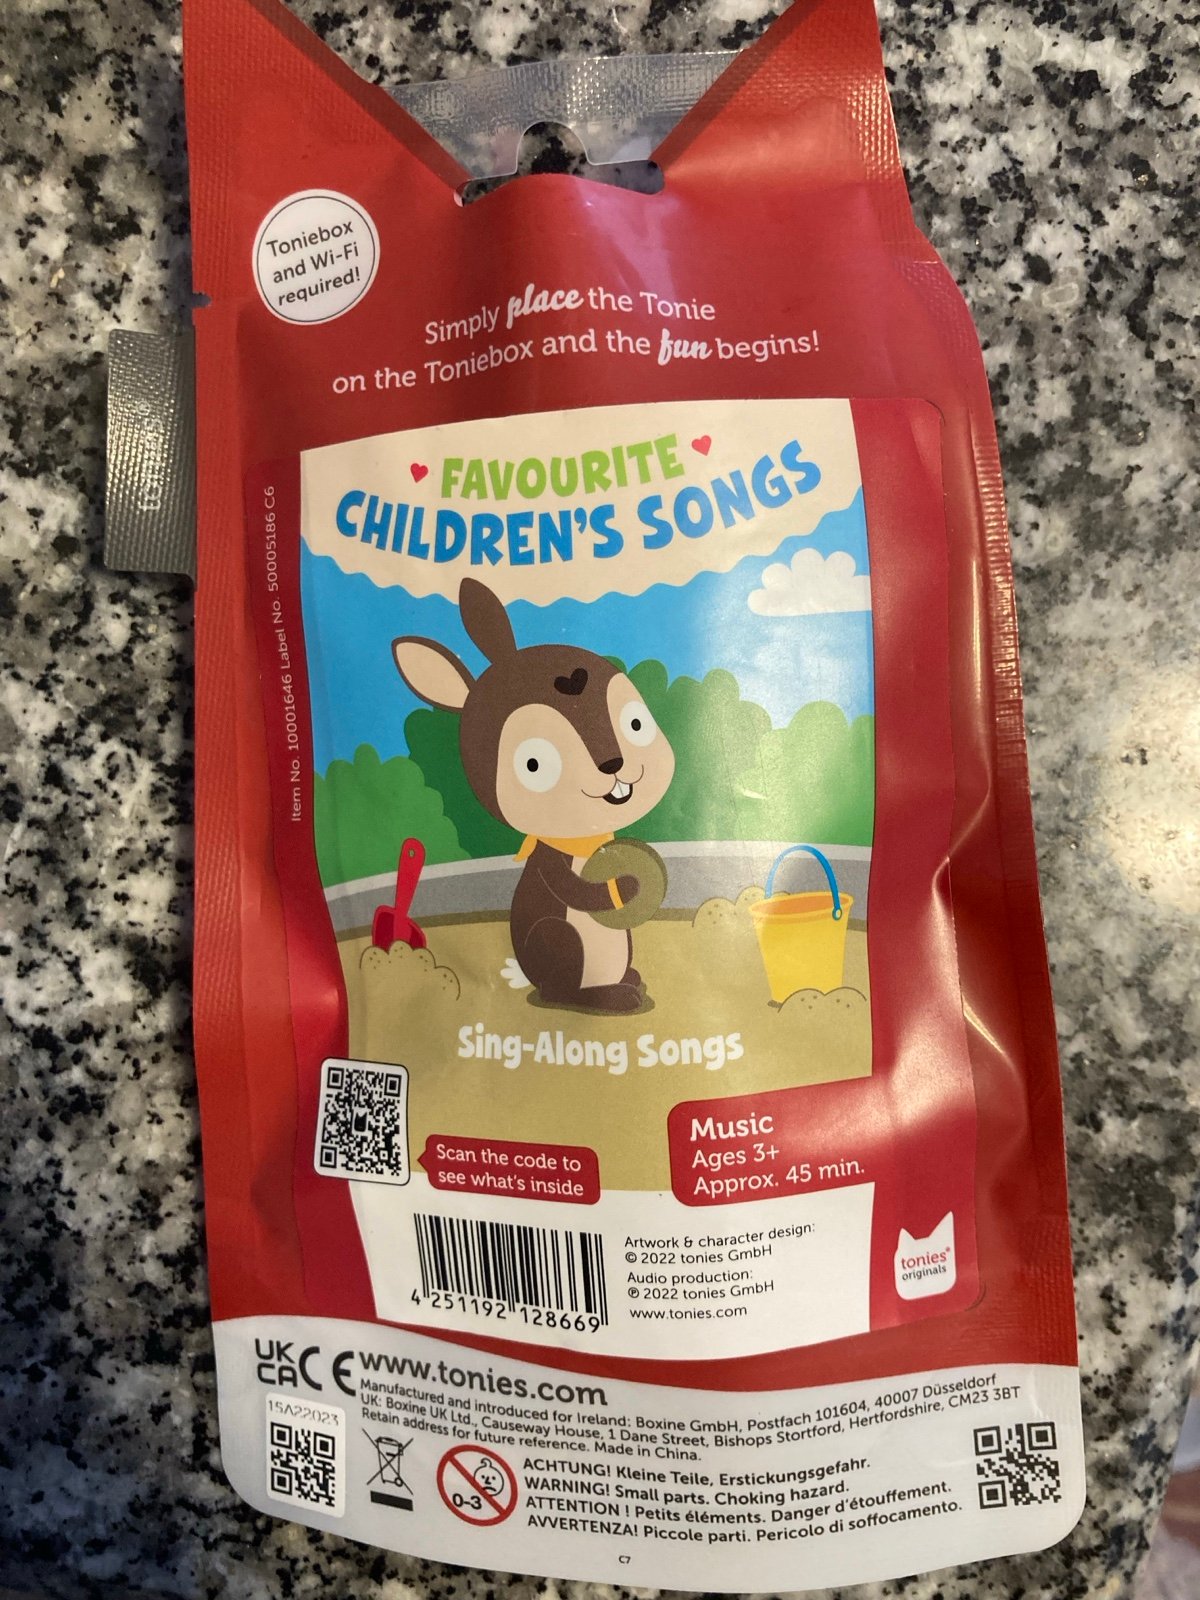 Toniebox
and Wi-Fi
required!
Simply place the Tonie
on the Toniebox and the fun begins!
FAVOURITE
CHILDREN'S SONGS
Item No. 10001646 Label No. 50005186 C6
Sing-Along Songs
Scan the code to
see what's inside
Music
Ages 3+
Approx. 45 min.
4 251192 128669
Artwork & character design:
© 2022 tonies GmbH
Audio production:
℗ 2022 tonies GmbH
www.tonies.com
tonies®
originals
UK
CA CE
www.tonies.com
Manufactured and introduced for Ireland: Boxine GmbH, Postfach 101604, 40007 Düsseldorf
UK: Boxine UK Ltd., Causeway House, 1 Dane Street, Bishops Stortford, Hertfordshire, CM23 3BT
Retain address for future reference. Made in China.
15A22023
0-3
ACHTUNG! Kleine Teile, Erstickungsgefahr.
WARNING! Small parts. Choking hazard.
ATTENTION ! Petits éléments. Danger d'étouffement.
AVVERTENZA! Piccole parti. Pericolo di soffocamento.
C7